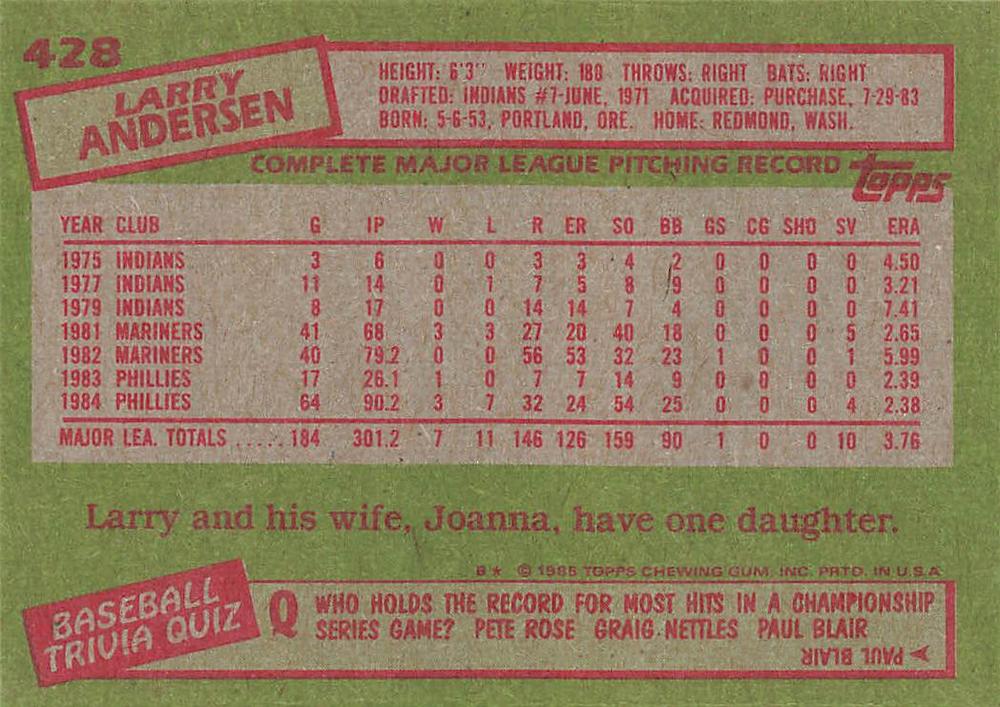 428
LARRY
ANDERSEN
HEIGHT: 6'3" WEIGHT: 180 THROWS: RIGHT BATS: RIGHT
DRAFTED: INDIANS #7-JUNE, 1971 ACQUIRED: PURCHASE, 7-29-83
BORN: 5-6-53, PORTLAND, ORE. HOME: REDMOND, WASH.
COMPLETE MAJOR LEAGUE PITCHING RECORD topps
YEAR CLUB G IP W L R ER SO BB GS CG SHO SV ERA
1975 INDIANS 3 6 0 0 3 3 4 2 0 0 0 0 4.50
1977 INDIANS 11 14 0 1 7 5 8 9 0 0 0 0 3.21
1979 INDIANS 8 17 0 0 14 14 7 4 0 0 0 0 7.41
1981 MARINERS 41 68 3 3 27 20 40 18 0 0 0 5 2.65
1982 MARINERS 40 79.2 0 0 56 53 32 23 1 0 0 1 5.99
1983 PHILLIES 17 26.1 1 0 7 7 14 9 0 0 0 0 2.39
1984 PHILLIES 64 90.2 3 7 32 24 54 25 0 0 0 4 2.38
MAJOR LEA. TOTALS ..... 184 301.2 7 11 146 126 159 90 1 0 0 10 3.76
Larry and his wife, Joanna, have one daughter.
B* © 1985 TOPPS CHEWING GUM, INC. PRTD. IN U.S.A.
BASEBALL
TRIVIA QUIZ
Q WHO HOLDS THE RECORD FOR MOST HITS IN A CHAMPIONSHIP
SERIES GAME? PETE ROSE GRAIG NETTLES PAUL BLAIR
PAUL BLAIR